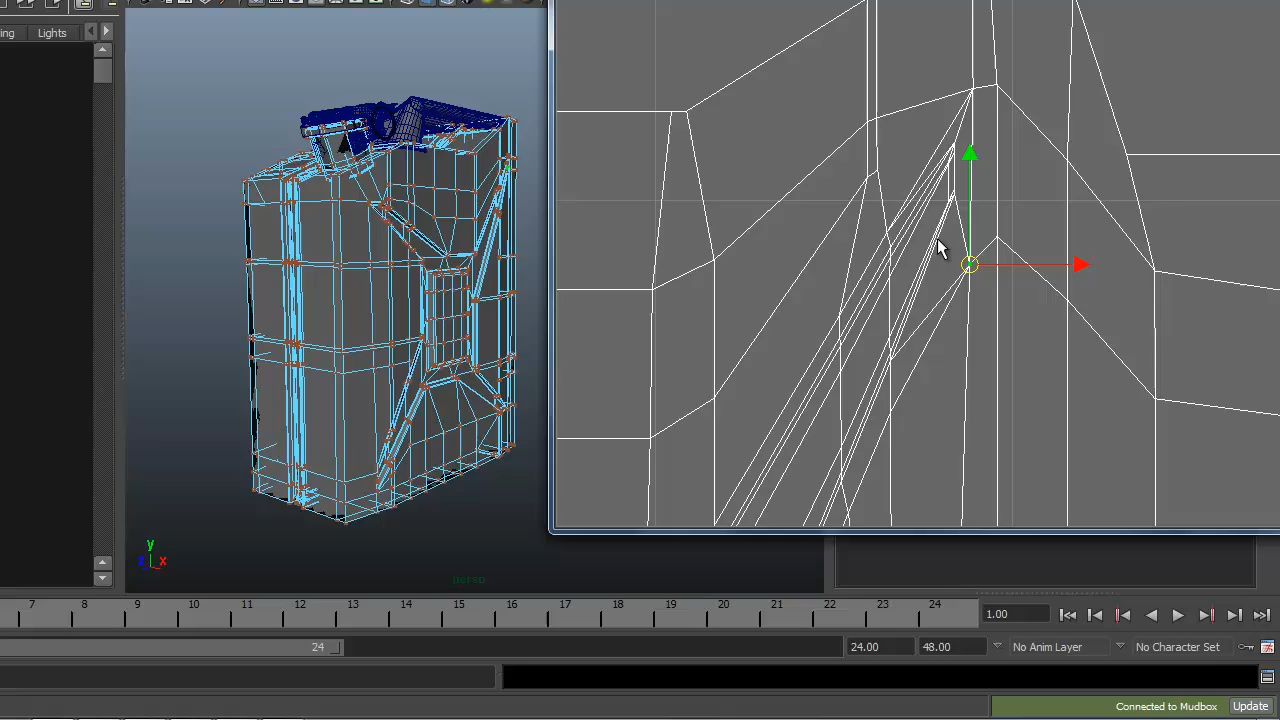 ing
Lights
y
z
x
persp
7 8 9 10 11 12 13 14 15 16 17 18 19 20 21 22 23 24
1.00
24
24.00
48.00
No Anim Layer
No Character Set
Connected to Mudbox
Update